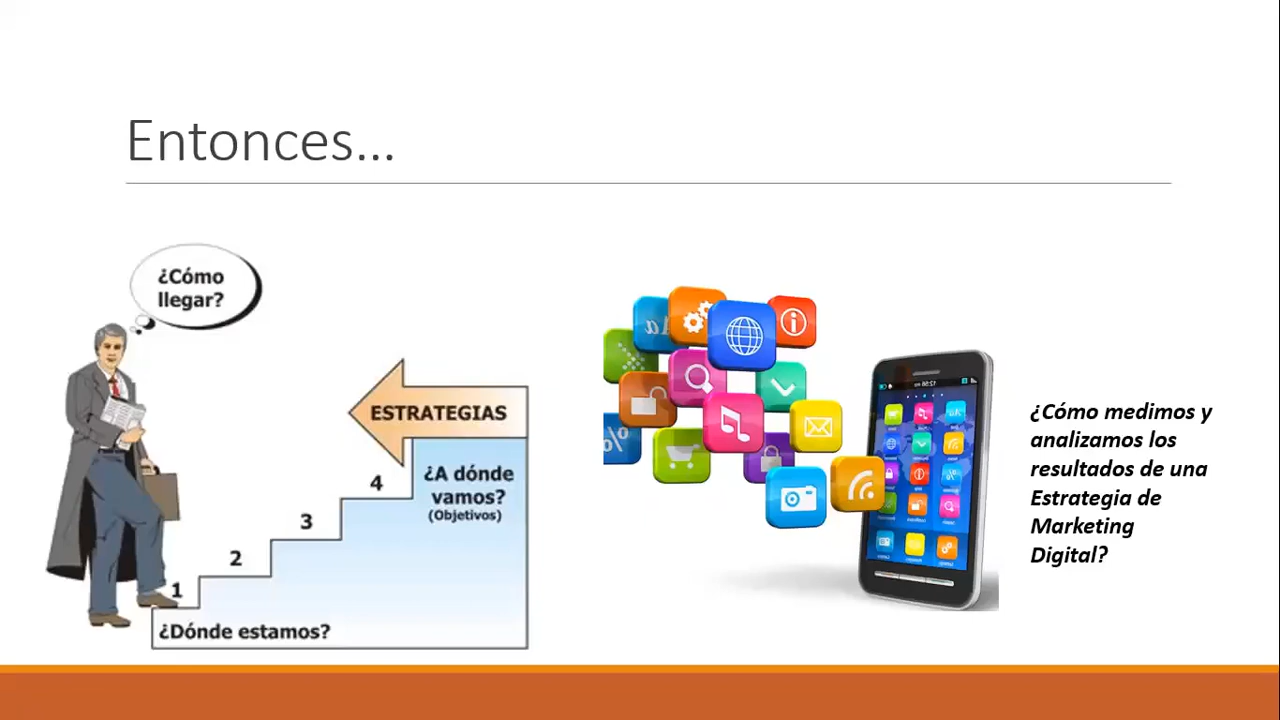 Entonces...
¿Cómo
llegar?
ESTRATEGIAS
4
¿A dónde
vamos?
(Objetivos)
3
2
1
¿Dónde estamos?
¿Cómo medimos y
analizamos los
resultados de una
Estrategia de
Marketing
Digital?